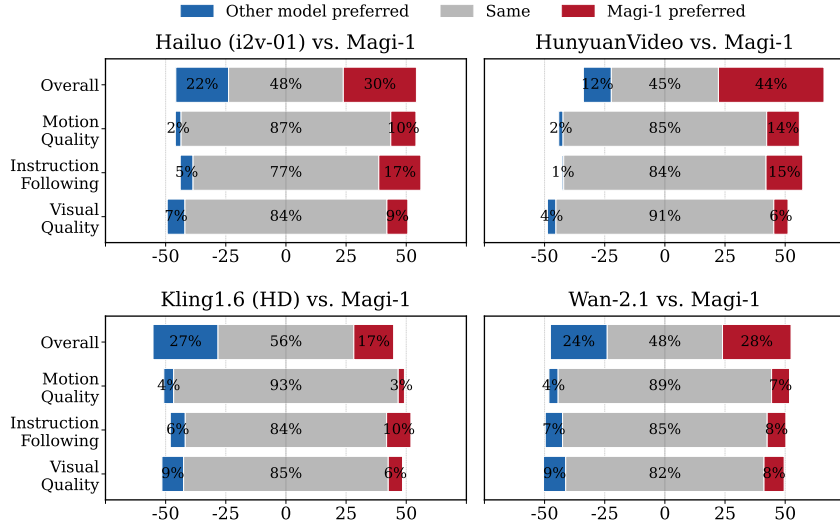 Other model preferred Same Magi-1 preferred
Hailuo (i2v-01) vs. Magi-1
Overall 22% 48% 30%
Motion Quality 2% 87% 10%
Instruction Following 5% 77% 17%
Visual Quality 7% 84% 9%
-50 -25 0 25 50
HunyuanVideo vs. Magi-1
12% 45% 44%
2% 85% 14%
1% 84% 15%
4% 91% 6%
-50 -25 0 25 50
Kling1.6 (HD) vs. Magi-1
Overall 27% 56% 17%
Motion Quality 4% 93% 3%
Instruction Following 6% 84% 10%
Visual Quality 9% 85% 6%
-50 -25 0 25 50
Wan-2.1 vs. Magi-1
24% 48% 28%
4% 89% 7%
7% 85% 8%
9% 82% 8%
-50 -25 0 25 50